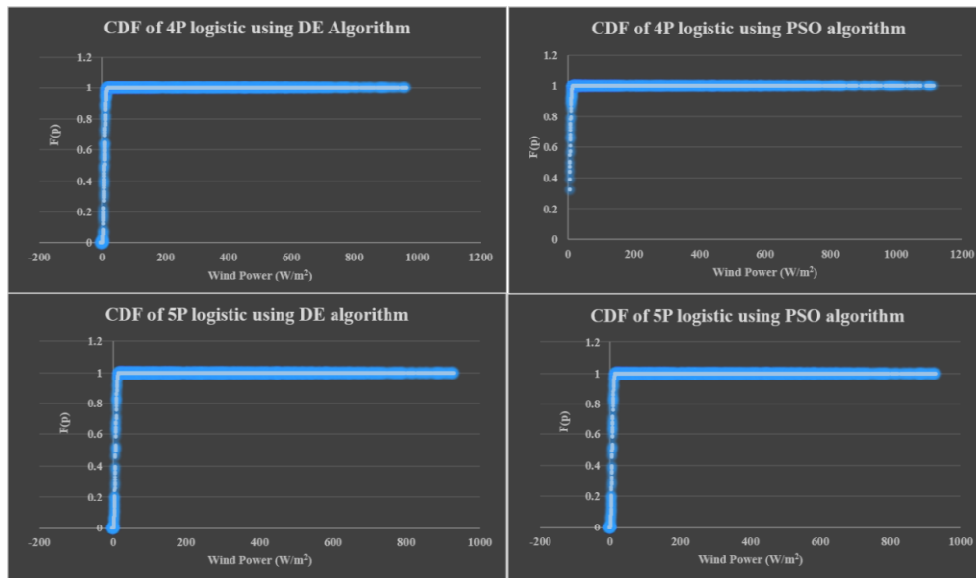 CDF of 4P logistic using DE Algorithm
1.2
1
0.8
0.6
0.4
0.2
0
F(p)
-200 0 200 400 600 800 1000 1200
Wind Power (W/m²)
CDF of 4P logistic using PSO algorithm
1.2
1
0.8
0.6
0.4
0.2
0
F(p)
0 200 400 600 800 1000 1200
Wind Power (W/m²)
CDF of 5P logistic using DE algorithm
1.2
1
0.8
0.6
0.4
0.2
0
F(p)
-200 0 200 400 600 800 1000
Wind Power (W/m²)
CDF of 5P logistic using PSO algorithm
1.2
1
0.8
0.6
0.4
0.2
0
F(p)
-200 0 200 400 600 800 1000
Wind Power (W/m²)